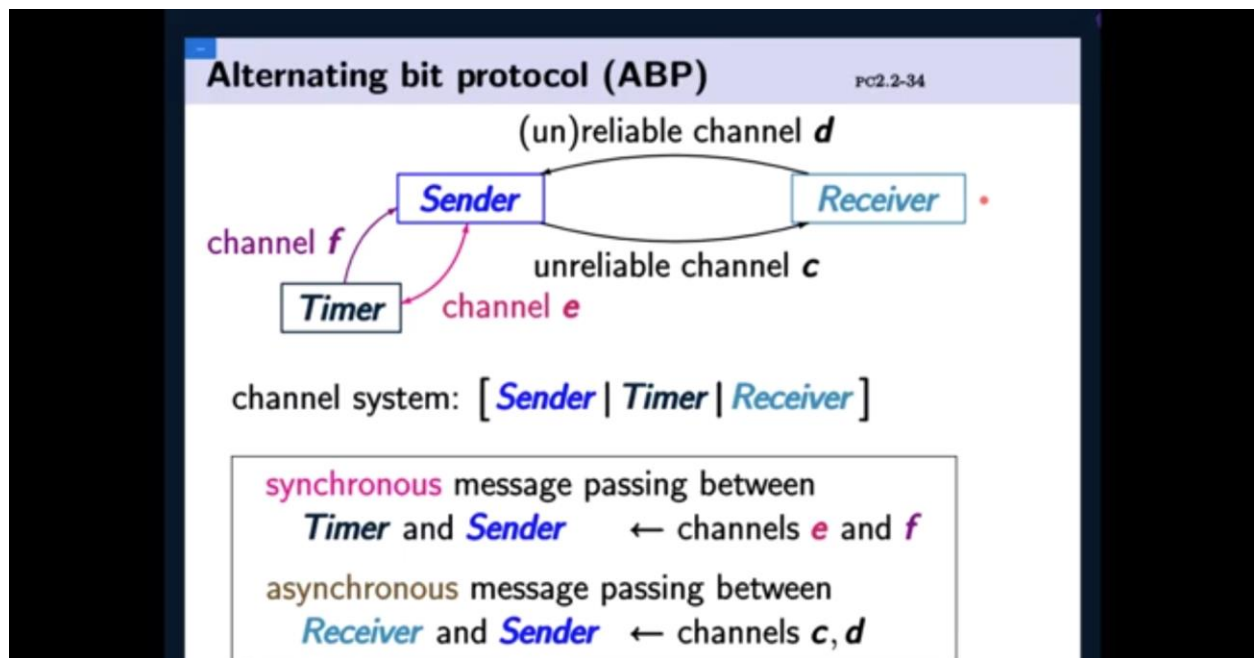 Alternating bit protocol (ABP)
PC2.2-34
(un)reliable channel d
Sender
Receiver
channel f
unreliable channel c
Timer
channel e
channel system: [ Sender | Timer | Receiver ]
synchronous message passing between
Timer and Sender ← channels e and f
asynchronous message passing between
Receiver and Sender ← channels c, d